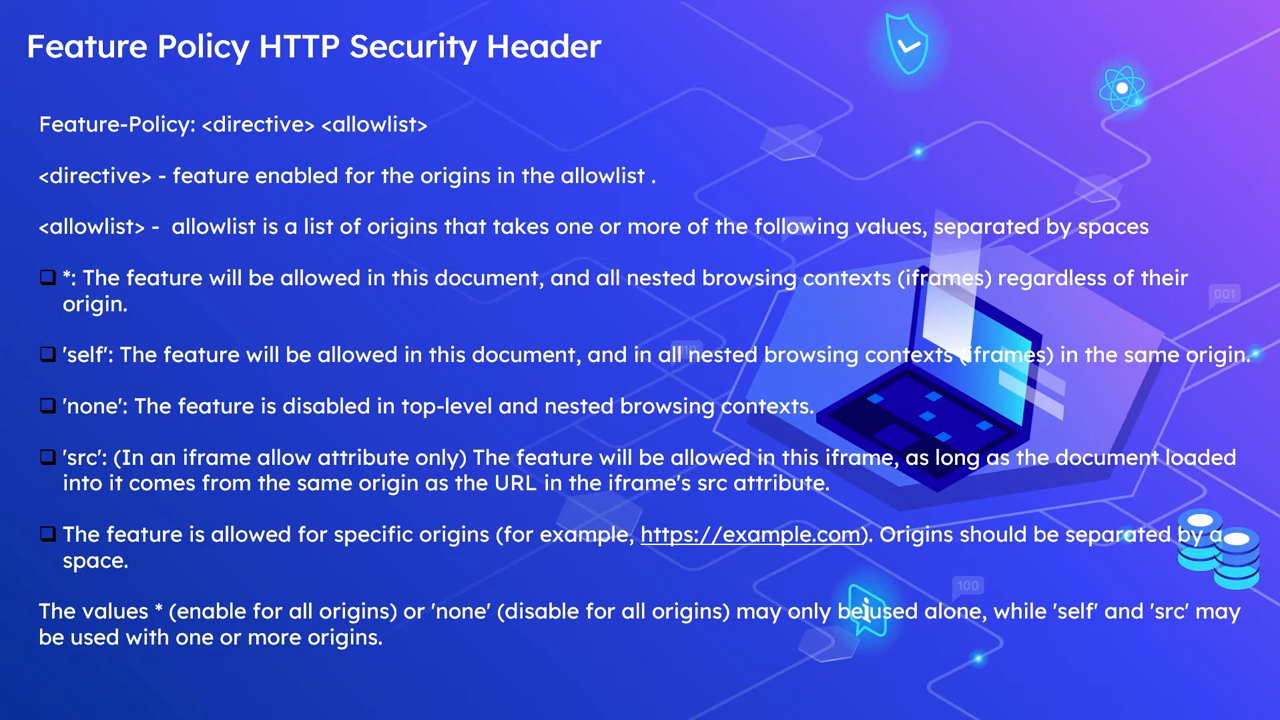 Feature Policy HTTP Security Header
Feature-Policy: <directive> <allowlist>
<directive> - feature enabled for the origins in the allowlist .
<allowlist> -  allowlist is a list of origins that takes one or more of the following values, separated by spaces
*: The feature will be allowed in this document, and all nested browsing contexts (iframes) regardless of their
origin.
'self': The feature will be allowed in this document, and in all nested browsing contexts (iframes) in the same origin.
'none': The feature is disabled in top-level and nested browsing contexts.
'src': (In an iframe allow attribute only) The feature will be allowed in this iframe, as long as the document loaded
into it comes from the same origin as the URL in the iframe's src attribute.
The feature is allowed for specific origins (for example, https://example.com). Origins should be separated by a
space.
The values * (enable for all origins) or 'none' (disable for all origins) may only be used alone, while 'self' and 'src' may
be used with one or more origins.
001
100